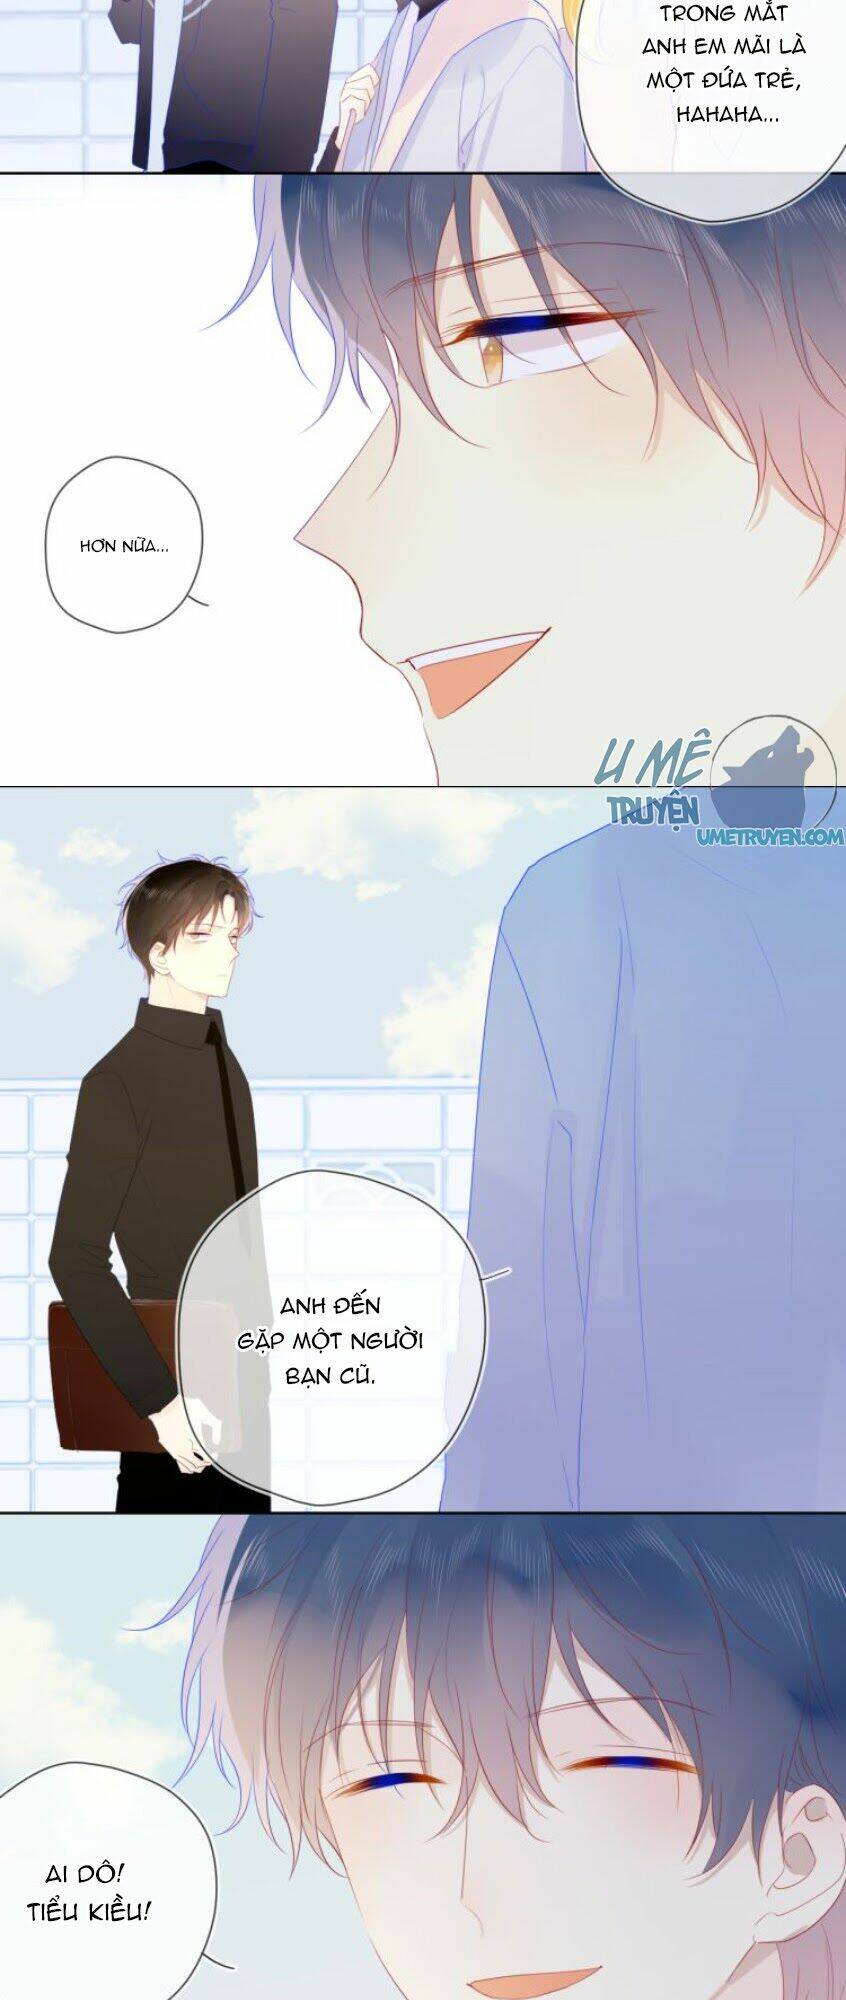 TRONG MẮT
ANH EM MÃI LÀ
MỘT ĐỨA TRẺ,
HAHAHA...
HƠN NỮA...
U MÊ
TRUYỆN
UMETRUYEN.COM
ANH ĐẾN
GẶP MỘT NGƯỜI
BẠN CŨ.
AI DÔ!
TIỂU KIỀU!